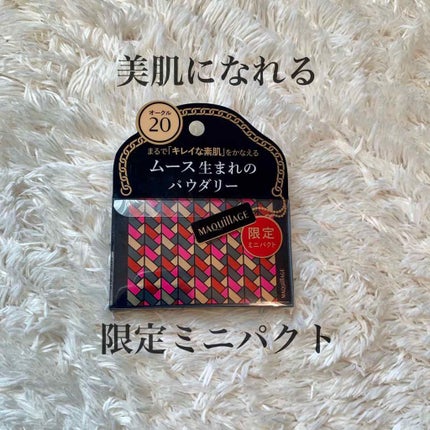 美肌になれる
オークル
20
まるで「キレイな素肌」をかなえる
ムース生まれの
パウダリー
MAQuillAGE
限定
ミニパクト
限定ミニパクト